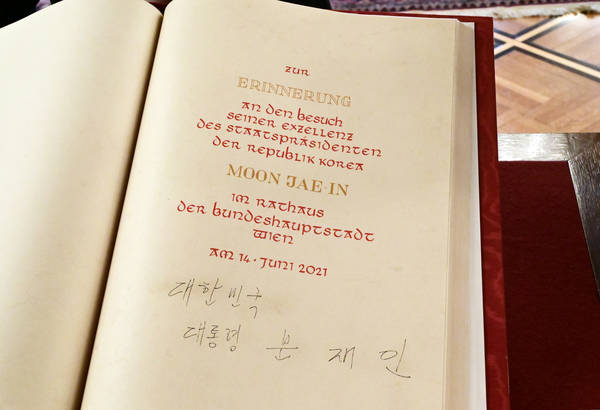 ZUR
ERINNERUNG
AN DEN BESUCH
SEINER EXZELLENZ
DES STAATSPRÄSIDENTEN
DER REPUBLIK KOREA
MOON JAE-IN
IM RATHAUS
DER BUNDESHAUPTSTADT
WIEN
AM 14. JUNI 2021
대한민국
대통령 문 재 인